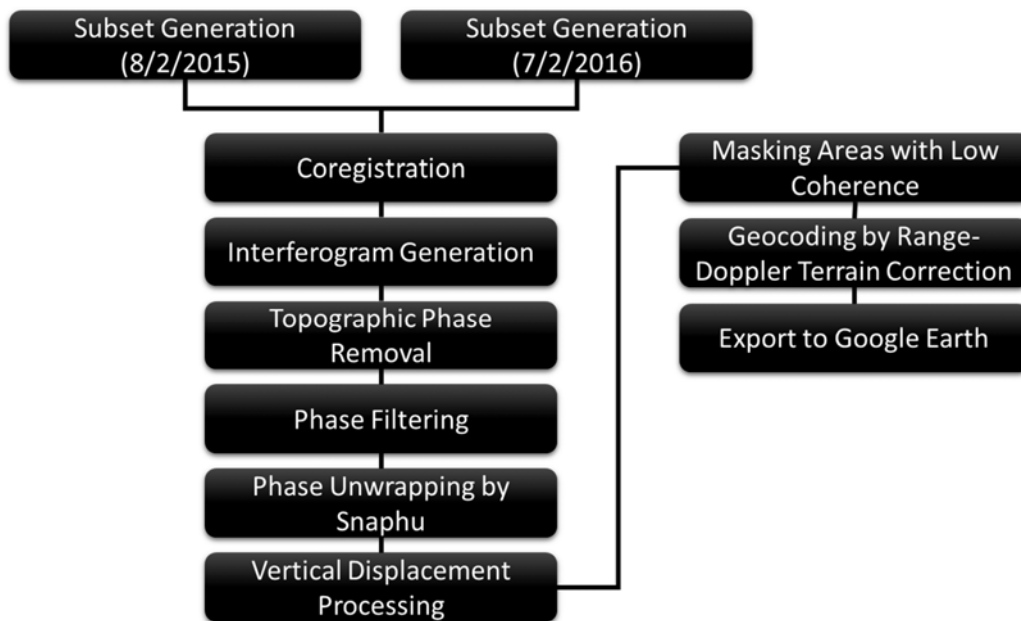 Subset Generation
(8/2/2015)
Subset Generation
(7/2/2016)
Coregistration
Interferogram Generation
Topographic Phase
Removal
Phase Filtering
Phase Unwrapping by
Snaphu
Vertical Displacement
Processing
Masking Areas with Low
Coherence
Geocoding by Range-
Doppler Terrain Correction
Export to Google Earth